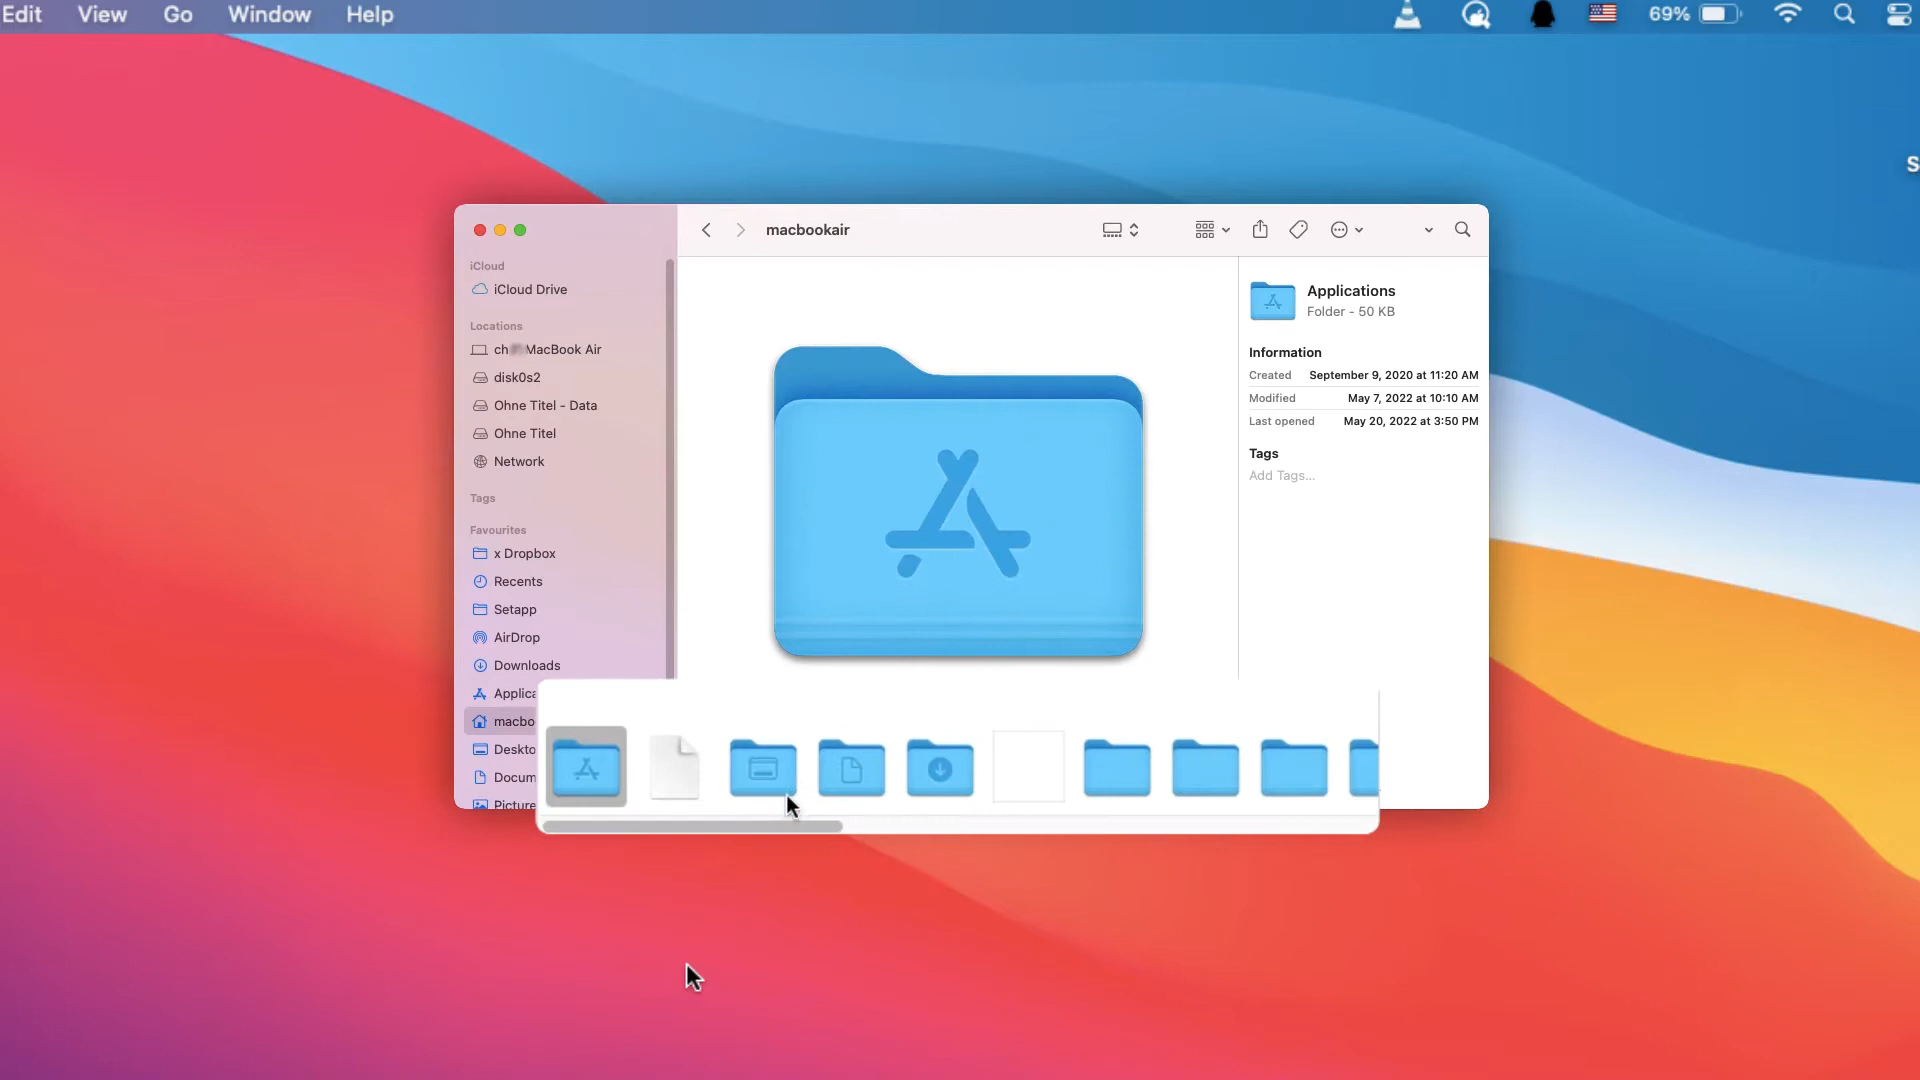 Edit View Go Window Help 69%
macbookair
iCloud
iCloud Drive
Locations
MacBook Air
disk0s2
Ohne Titel - Data
Ohne Titel
Network
Tags
Favourites
x Dropbox
Recents
Setapp
AirDrop
Downloads
Applica
macbo
Deskto
Docum
Picture
Applications
Folder - 50 KB
Information
Created September 9, 2020 at 11:20 AM
Modified May 7, 2022 at 10:10 AM
Last opened May 20, 2022 at 3:50 PM
Tags
Add Tags...